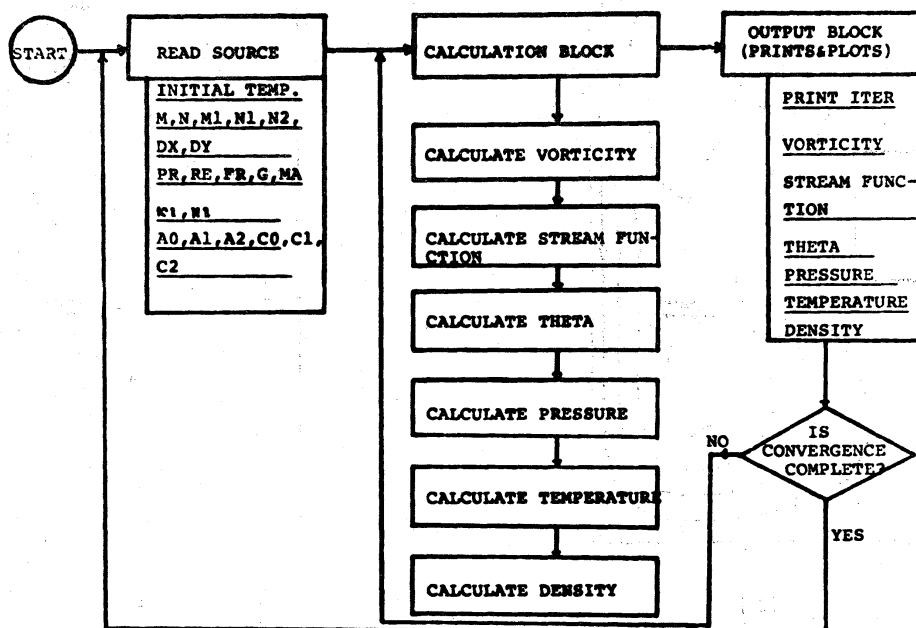 START
READ SOURCE
INITIAL TEMP.
M,N,M1,N1,N2,
DX,DY
PR,RE,FR,G,MA
A0,A1,A2,C0,C1,
C2
CALCULATION BLOCK
CALCULATE VORTICITY
CALCULATE STREAM FUN-
CTION
CALCULATE THETA
CALCULATE PRESSURE
CALCULATE TEMPERATURE
CALCULATE DENSITY
OUTPUT BLOCK
(PRINTS&PLOTS)
PRINT ITER
VORTICITY
STREAM FUNC-
TION
THETA
PRESSURE
TEMPERATURE
DENSITY
IS
CONVERGENCE
COMPLETE?
NO
YES